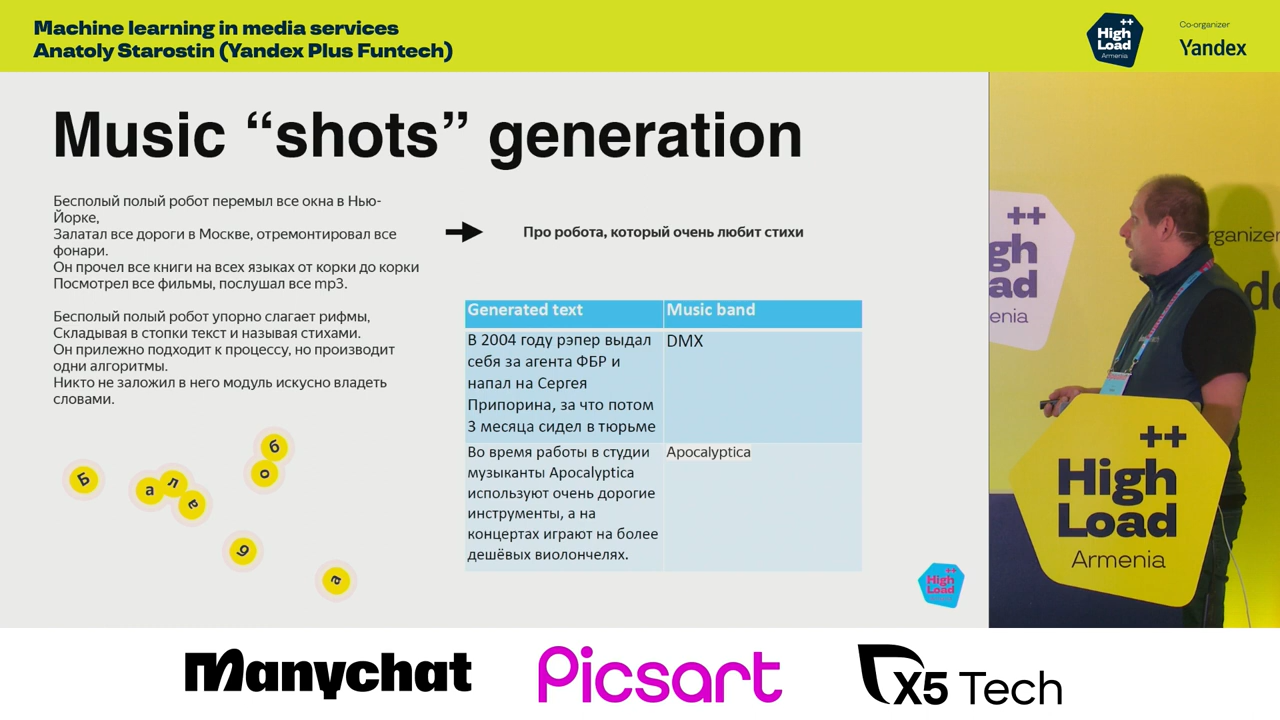 Machine learning in media services
Anatoly Starostin (Yandex Plus Funtech)
++
High
Load
Armenia
Co-organizer
Yandex
Music “shots” generation
Бесполый полый робот перемыл все окна в Нью-
Йорке,
Залатал все дороги в Москве, отремонтировал все
фонари.
Он прочел все книги на всех языках от корки до корки
Посмотрел все фильмы, послушал все mp3.
Бесполый полый робот упорно слагает рифмы,
Складывая в стопки текст и называя стихами.
Он прилежно подходит к процессу, но производит
одни алгоритмы.
Никто не заложил в него модуль искусно владеть
словами.
Про робота, который очень любит стихи
Generated text
Music band
В 2004 году рэпер выдал
себя за агента ФБР и
напал на Сергея
Припорина, за что потом
3 месяца сидел в тюрьме
DMX
Во время работы в студии
музыканты Apocalyptica
используют очень дорогие
инструменты, а на
концертах играют на более
дешёвых виолончелях.
Apocalyptica
Б
а
л
а
б
о
д
а
++
High
Load
++
gh
ad
enia
rganizer
de
++
High
Load
Armenia
Manychat
Picsart
X5 Tech